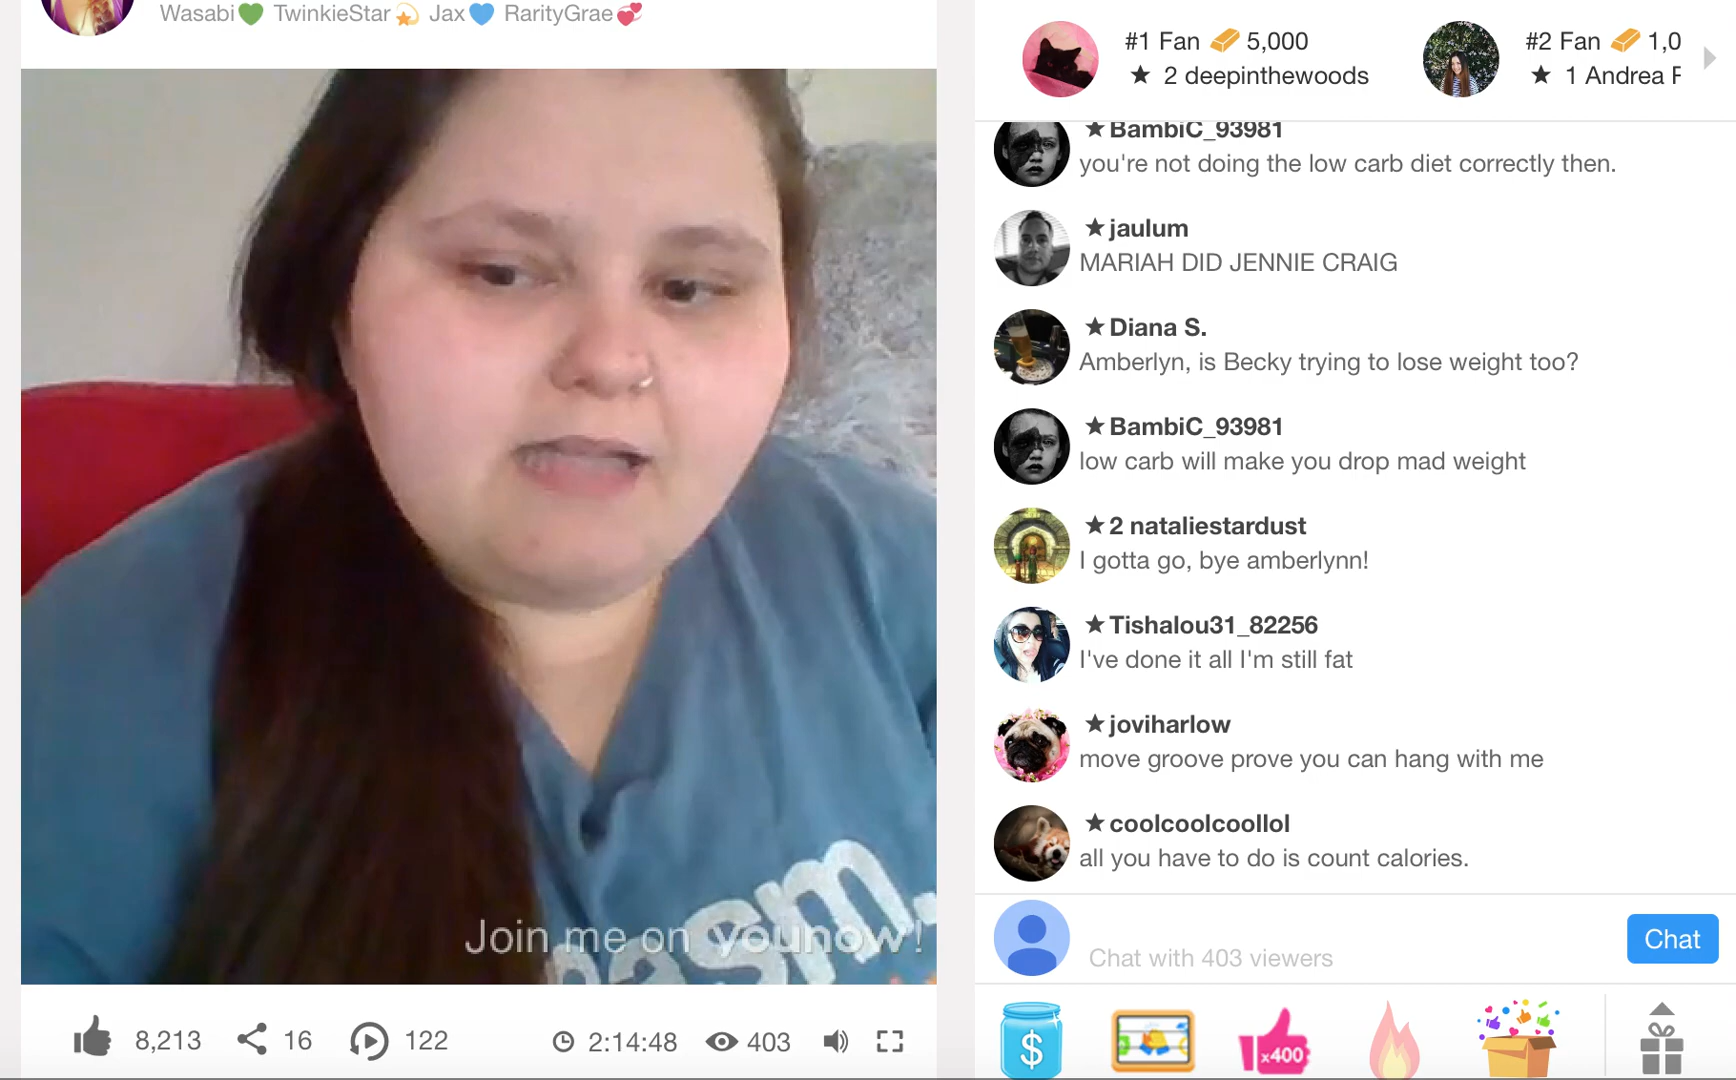 Wasabi💚 TwinkieStar💫 Jax💙 RarityGrae💞
Join me on younow!
asm.
8,213
16
122
2:14:48
403
#1 Fan 5,000
★ 2 deepinthewoods
#2 Fan 1,0
★ 1 Andrea F
★BambiC_93981
you're not doing the low carb diet correctly then.
★jaulum
MARIAH DID JENNIE CRAIG
★Diana S.
Amberlyn, is Becky trying to lose weight too?
★BambiC_93981
low carb will make you drop mad weight
★2 nataliestardust
I gotta go, bye amberlynn!
★Tishalou31_82256
I've done it all I'm still fat
★joviharlow
move groove prove you can hang with me
★coolcoolcoollol
all you have to do is count calories.
Chat with 403 viewers
Chat
$
x400